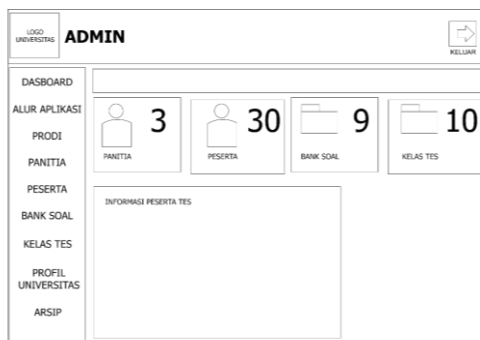 LOGO
UNIVERSITAS
ADMIN
KELUAR
DASBOARD
ALUR APLIKASI
PRODI
PANITIA
PESERTA
BANK SOAL
KELAS TES
PROFIL
UNIVERSITAS
ARSIP
3
PANITIA
30
PESERTA
9
BANK SOAL
10
KELAS TES
INFORMASI PESERTA TES